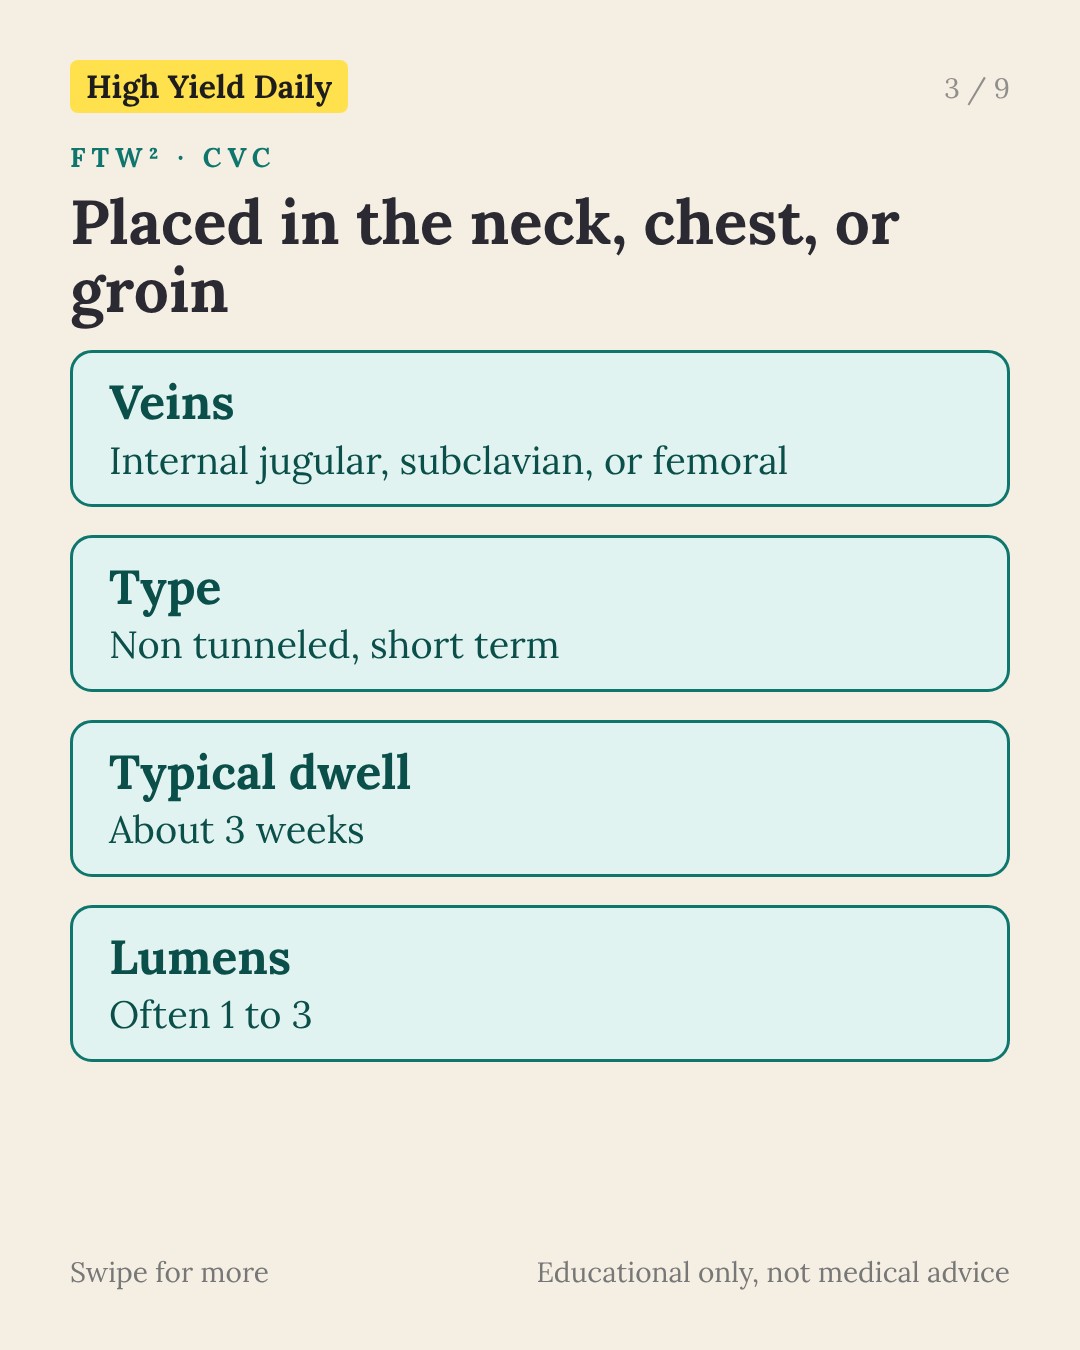 High Yield Daily
3 / 9
FTW² · CVC
Placed in the neck, chest, or
groin
Veins
Internal jugular, subclavian, or femoral
Type
Non tunneled, short term
Typical dwell
About 3 weeks
Lumens
Often 1 to 3
Swipe for more
Educational only, not medical advice